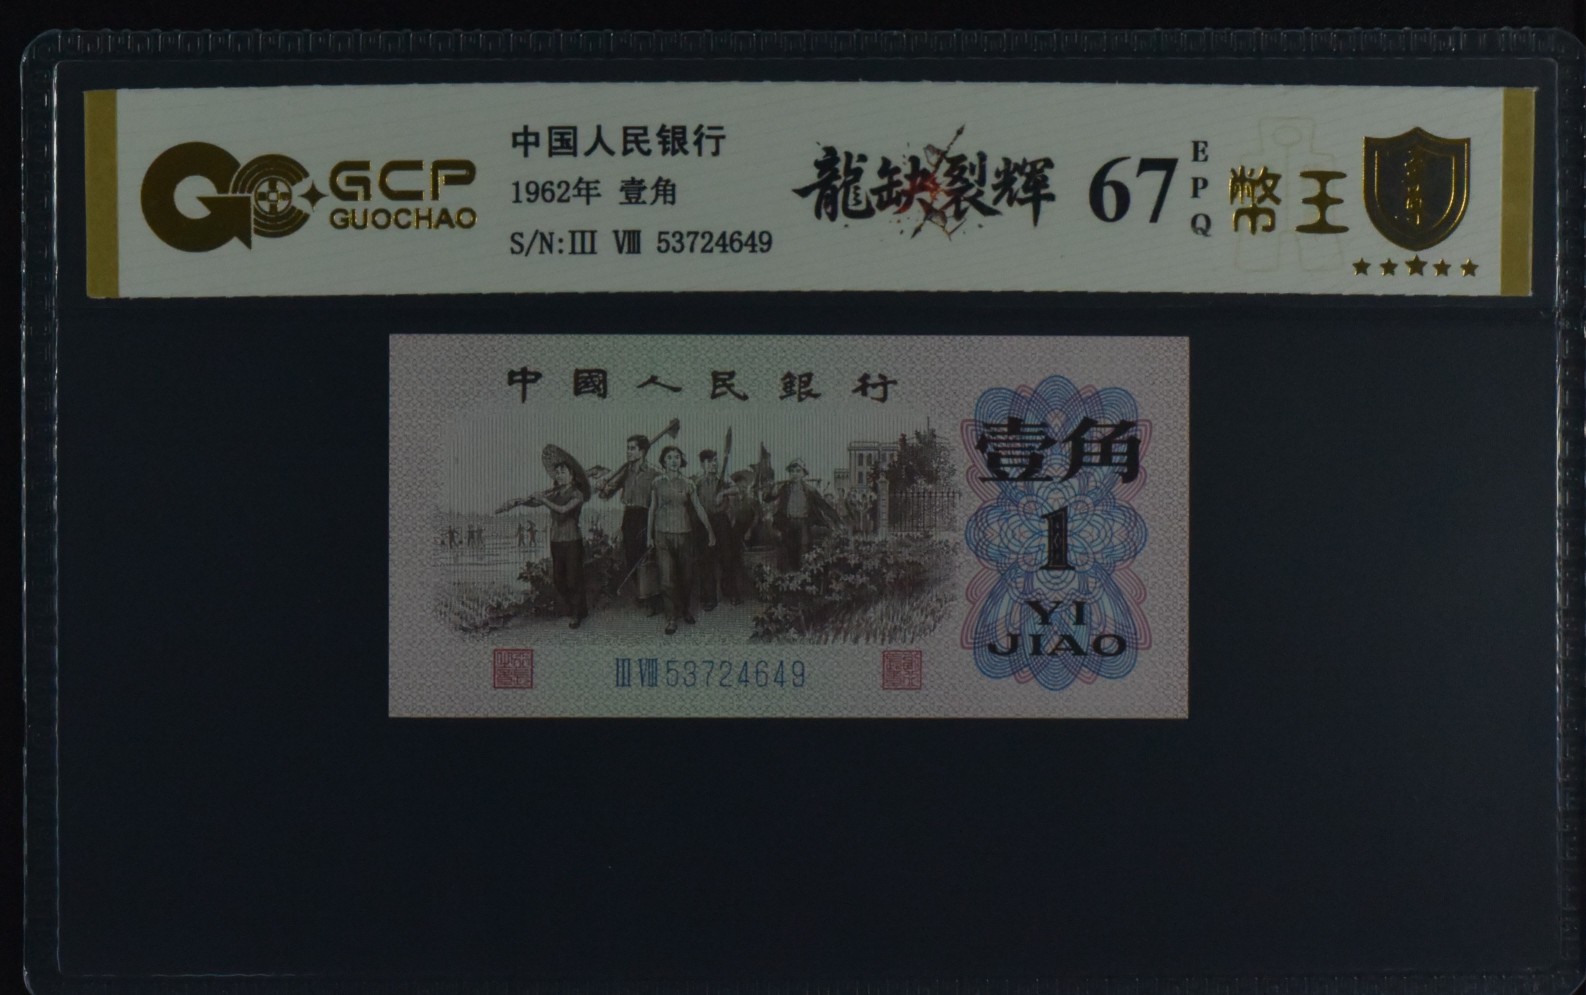 GCP
GUOCHAO
中国人民银行
1962年 壹角
S/N:III VIII 53724649
龍缺裂辉
67
EPQ
幣王
中國人民銀行
壹角
1
YI
JIAO
III VIII 53724649